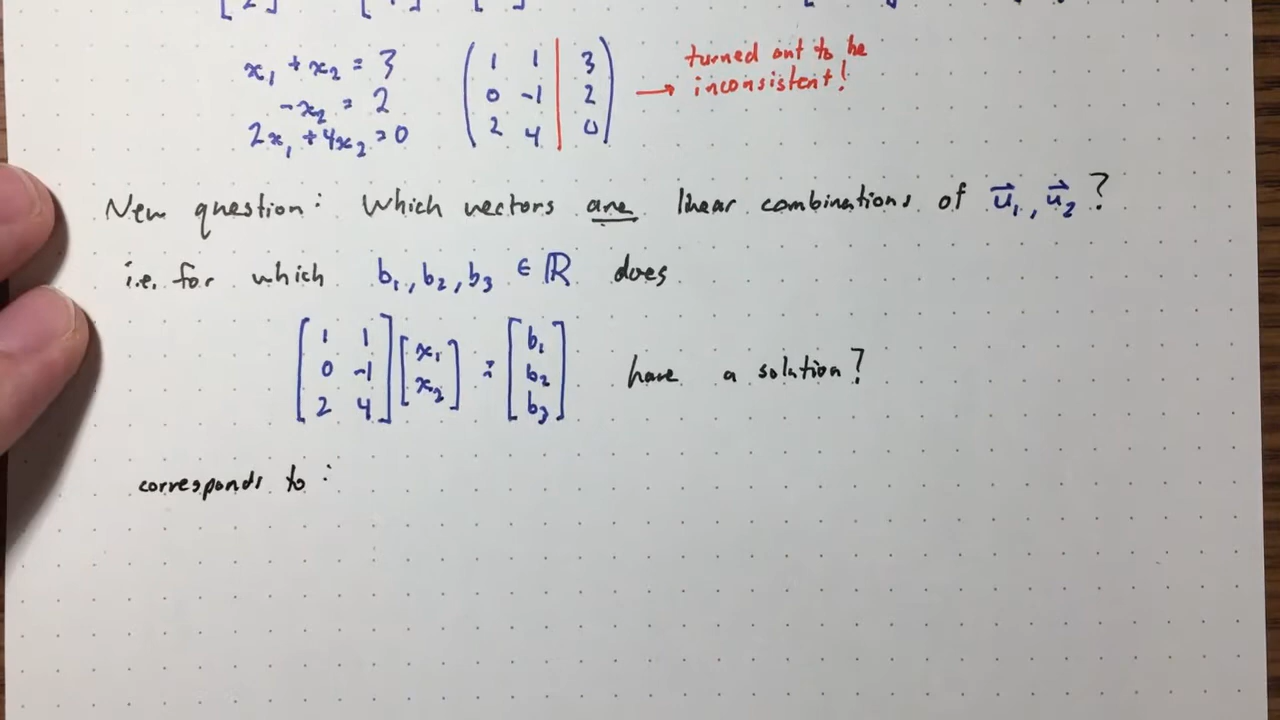 [ 2 ] [ 1 ] [ ]
x₁ + x₂ = 3 ( 1 1 | 3 ) turned out to be
-x₂ = 2 ( 0 -1 | 2 ) → inconsistent!
2x₁ + 4x₂ = 0 ( 2 4 | 0 )
New question: Which vectors are linear combinations of u⃗₁, u⃗₂?
i.e. for which b₁, b₂, b₃ ∈ ℝ does
[ 1 1 ] [ x₁ ] = [ b₁ ]
[ 0 -1 ] [ x₂ ] [ b₂ ] have a solution?
[ 2 4 ] [ b₃ ]
corresponds to: